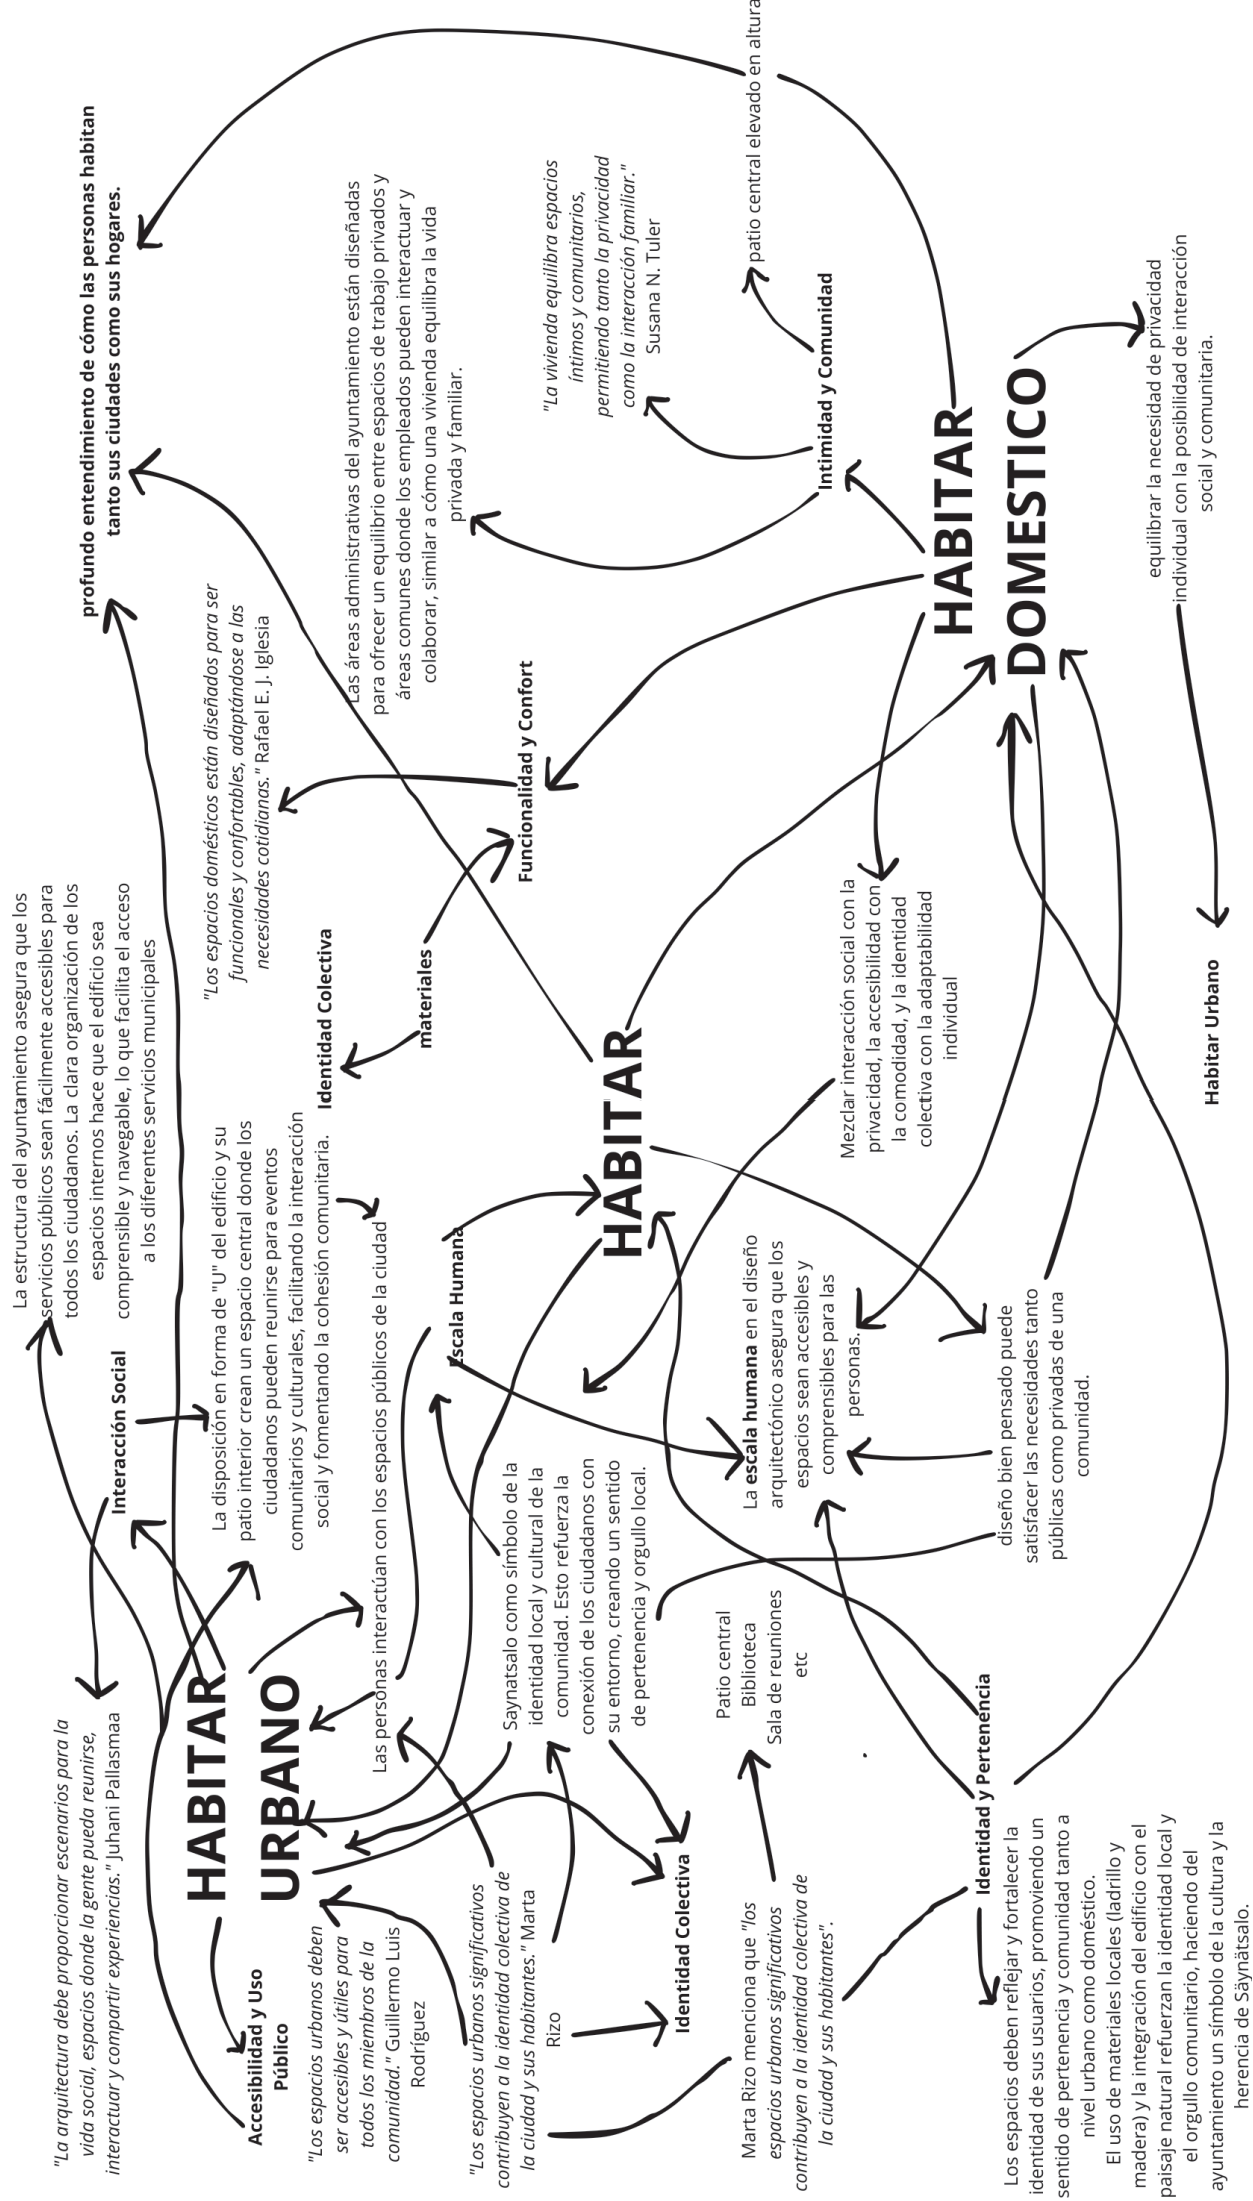 "La arquitectura debe proporcionar escenarios para la
vida social, espacios donde la gente pueda reunirse,
interactuar y compartir experiencias." Juhani Pallasmaa
Interacción Social
La estructura del ayuntamiento asegura que los
servicios públicos sean fácilmente accesibles para
todos los ciudadanos. La clara organización de los
espacios internos hace que el edificio sea
comprensible y navegable, lo que facilita el acceso
a los diferentes servicios municipales
profundo entendimiento de cómo las personas habitan
tanto sus ciudades como sus hogares.
HABITAR
URBANO
Accesibilidad y Uso
Público
La disposición en forma de "U" del edificio y su
patio interior crean un espacio central donde los
ciudadanos pueden reunirse para eventos
comunitarios y culturales, facilitando la interacción
social y fomentando la cohesión comunitaria.
"Los espacios domésticos están diseñados para ser
funcionales y confortables, adaptándose a las
necesidades cotidianas." Rafael E. J. Iglesia
"Los espacios urbanos deben
ser accesibles y útiles para
todos los miembros de la
comunidad." Guillermo Luis
Rodríguez
Las personas interactúan con los espacios públicos de la ciudad
Identidad Colectiva
materiales
Las áreas administrativas del ayuntamiento están diseñadas
para ofrecer un equilibrio entre espacios de trabajo privados y
áreas comunes donde los empleados pueden interactuar y
colaborar, similar a cómo una vivienda equilibra la vida
privada y familiar.
Escala Humana
Funcionalidad y Confort
"Los espacios urbanos significativos
contribuyen a la identidad colectiva de
la ciudad y sus habitantes." Marta
Rizo
Saynatsalo como símbolo de la
identidad local y cultural de la
comunidad. Esto refuerza la
conexión de los ciudadanos con
su entorno, creando un sentido
de pertenencia y orgullo local.
HABITAR
"La vivienda equilibra espacios
íntimos y comunitarios,
permitiendo tanto la privacidad
como la interacción familiar."
Susana N. Tuler
Identidad Colectiva
Marta Rizo menciona que "los
espacios urbanos significativos
contribuyen a la identidad colectiva de
la ciudad y sus habitantes".
Patio central
Biblioteca
Sala de reuniones
etc
La escala humana en el diseño
arquitectónico asegura que los
espacios sean accesibles y
comprensibles para las
personas.
patio central elevado en altura
Intimidad y Comunidad
Mezclar interacción social con la
privacidad, la accesibilidad con
la comodidad, y la identidad
colectiva con la adaptabilidad
individual
HABITAR
DOMESTICO
Identidad y Pertenencia
Los espacios deben reflejar y fortalecer la
identidad de sus usuarios, promoviendo un
sentido de pertenencia y comunidad tanto a
nivel urbano como doméstico.
El uso de materiales locales (ladrillo y
madera) y la integración del edificio con el
paisaje natural refuerzan la identidad local y
el orgullo comunitario, haciendo del
ayuntamiento un símbolo de la cultura y la
herencia de Säynätsalo.
diseño bien pensado puede
satisfacer las necesidades tanto
públicas como privadas de una
comunidad.
Habitar Urbano
equilibrar la necesidad de privacidad
individual con la posibilidad de interacción
social y comunitaria.